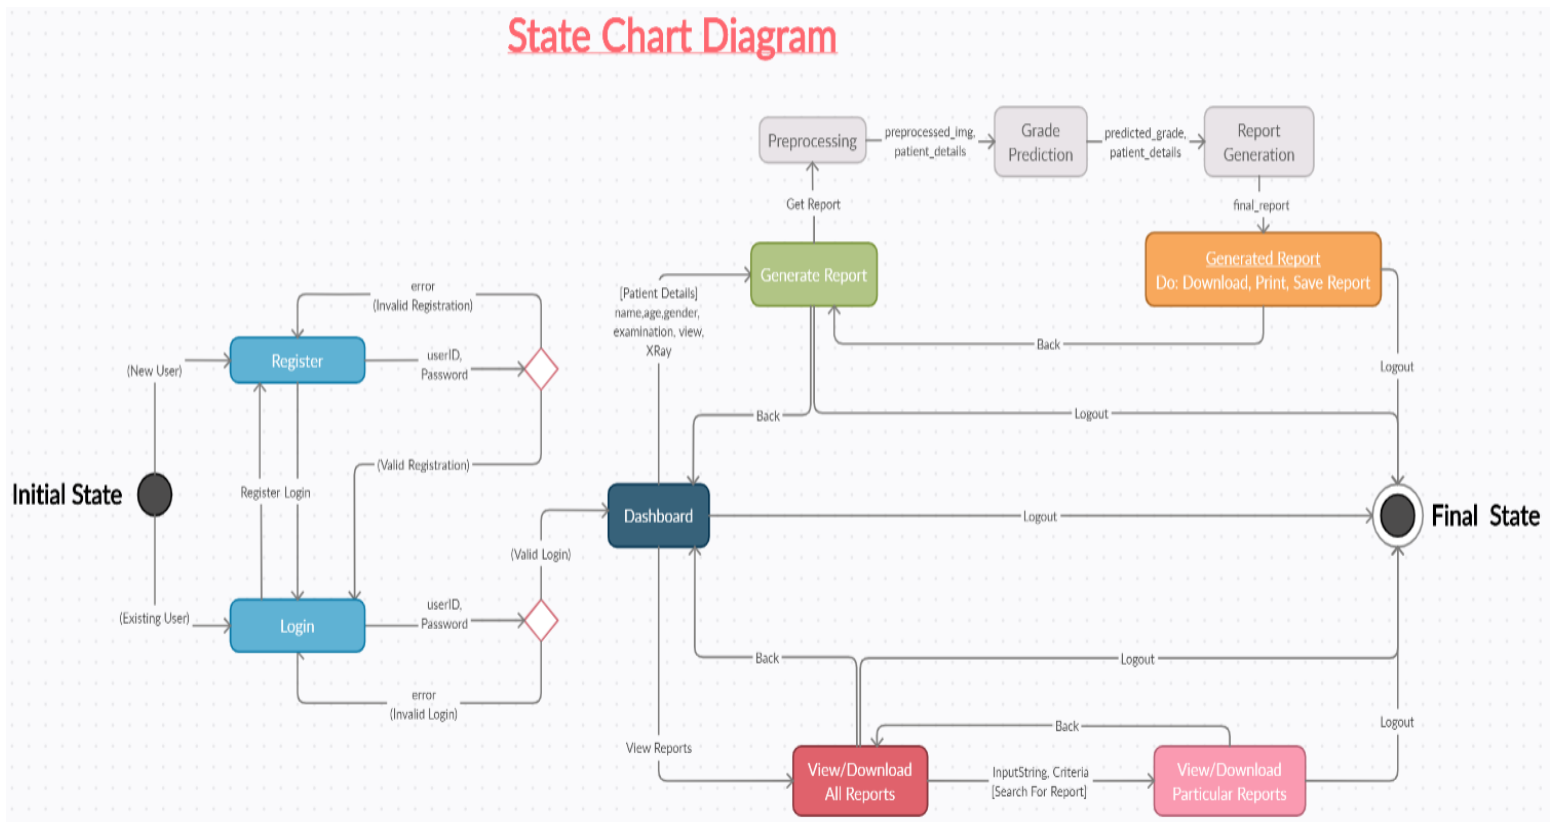 State Chart Diagram
Preprocessing
preprocessed_img,
patient_details
Grade
Prediction
predicted_grade,
patient_details
Report
Generation
Get Report
final_report
Generate Report
Generated Report
Do: Download, Print, Save Report
error
(Invalid Registration)
[Patient Details]
name,age,gender,
examination, view,
XRay
Back
Register
userID,
Password
(New User)
Logout
Back
Logout
(Valid Registration)
Initial State
Register Login
Dashboard
Logout
Final State
(Valid Login)
(Existing User)
Login
userID,
Password
Back
Logout
error
(Invalid Login)
View Reports
Back
Logout
View/Download
All Reports
InputString, Criteria
[Search For Report]
View/Download
Particular Reports